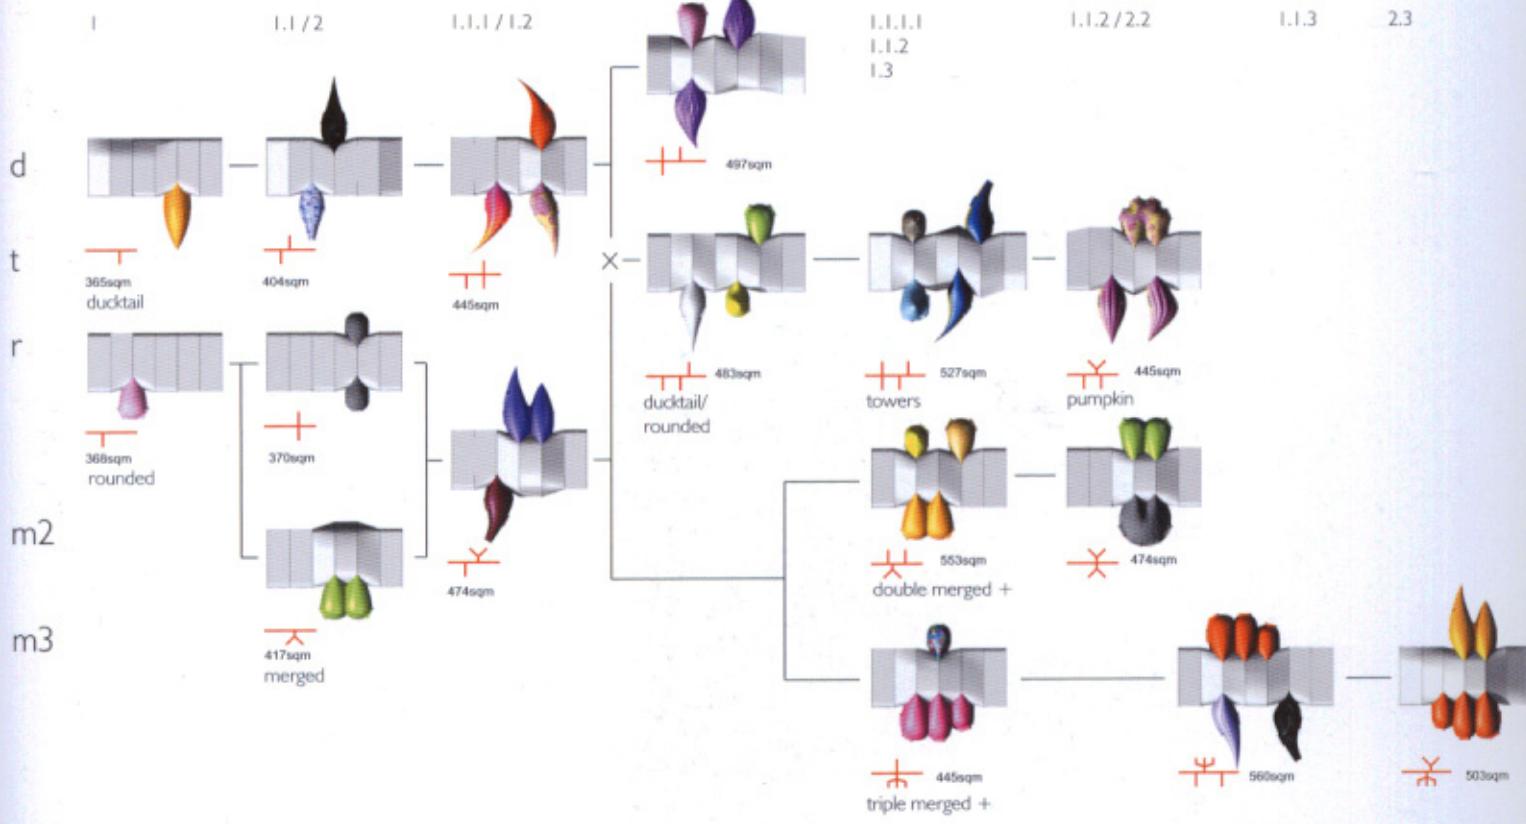 1
1.1 / 2
1.1.1 / 1.2
1.1.1.1
1.1.2
1.3
1.1.2 / 2.2
1.1.3
2.3
d
497sqm
t
365sqm
ducktail
404sqm
445sqm
r
483sqm
ducktail/
rounded
527sqm
towers
445sqm
pumpkin
368sqm
rounded
370sqm
m2
474sqm
553sqm
double merged +
474sqm
m3
417sqm
merged
445sqm
triple merged +
560sqm
503sqm